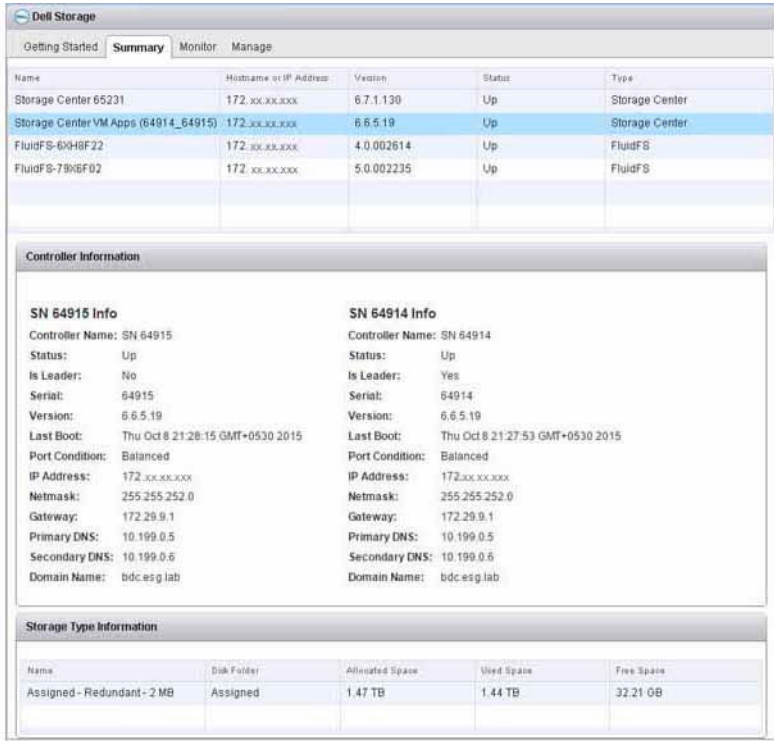 Dell Storage
Getting Started Summary Monitor Manage
Name Hostname or IP Address Version Status Type
Storage Center 65231 172.xx.xx.xxx 6.7.1.130 Up Storage Center
Storage Center VM Apps (64914_64915) 172.xx.xx.xxx 6.6.5.19 Up Storage Center
FluidFS-6XH8F22 172.xx.xx.xxx 4.0.002614 Up FluidFS
FluidFS-79X6F02 172.xx.xx.xxx 5.0.002235 Up FluidFS
Controller Information
SN 64915 Info
Controller Name: SN 64915
Status: Up
Is Leader: No
Serial: 64915
Version: 6.6.5.19
Last Boot: Thu Oct 8 21:28:15 GMT+0530 2015
Port Condition: Balanced
IP Address: 172.xx.xx.xxx
Netmask: 255.255.252.0
Gateway: 172.29.9.1
Primary DNS: 10.199.0.5
Secondary DNS: 10.199.0.6
Domain Name: bdc.esg.lab
SN 64914 Info
Controller Name: SN 64914
Status: Up
Is Leader: Yes
Serial: 64914
Version: 6.6.5.19
Last Boot: Thu Oct 8 21:27:53 GMT+0530 2015
Port Condition: Balanced
IP Address: 172.xx.xx.xxx
Netmask: 255.255.252.0
Gateway: 172.29.9.1
Primary DNS: 10.199.0.5
Secondary DNS: 10.199.0.6
Domain Name: bdc.esg.lab
Storage Type Information
Name Disk Folder Allocated Space Used Space Free Space
Assigned - Redundant - 2 MB Assigned 1.47 TB 1.44 TB 32.21 GB